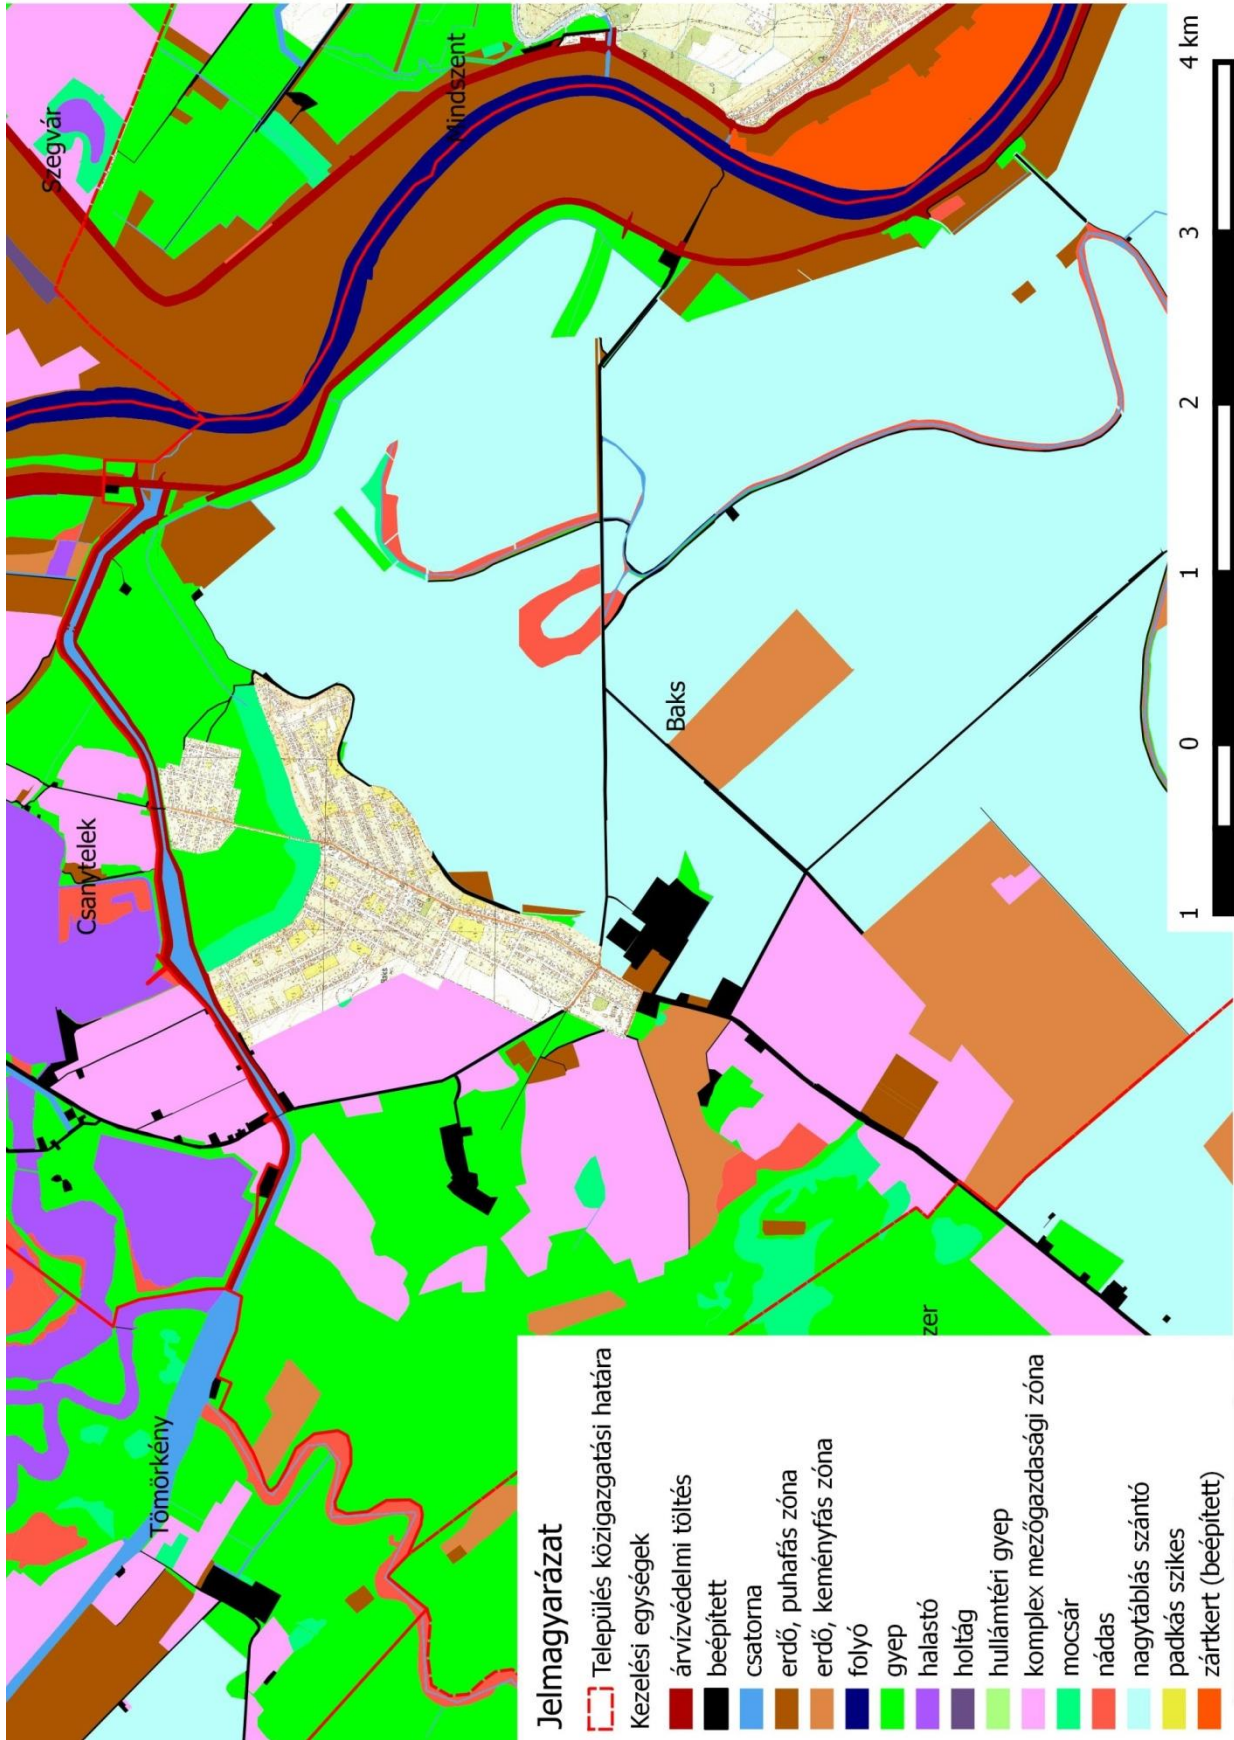 Szegvár
Mindszent
Csanytelek
Baks
Tömörkény
zer
Jelmagyarázat
Település közigazgatási határa
Kezelési egységek
árvízvédelmi töltés
beépített
csatorna
erdő, puhafás zóna
erdő, keményfás zóna
folyó
gyep
halastó
holtág
hullámtéri gyep
komplex mezőgazdasági zóna
mocsár
nádas
nagytáblás szántó
padkás szikes
zártkert (beépített)
1 0 1 2 3 4 km